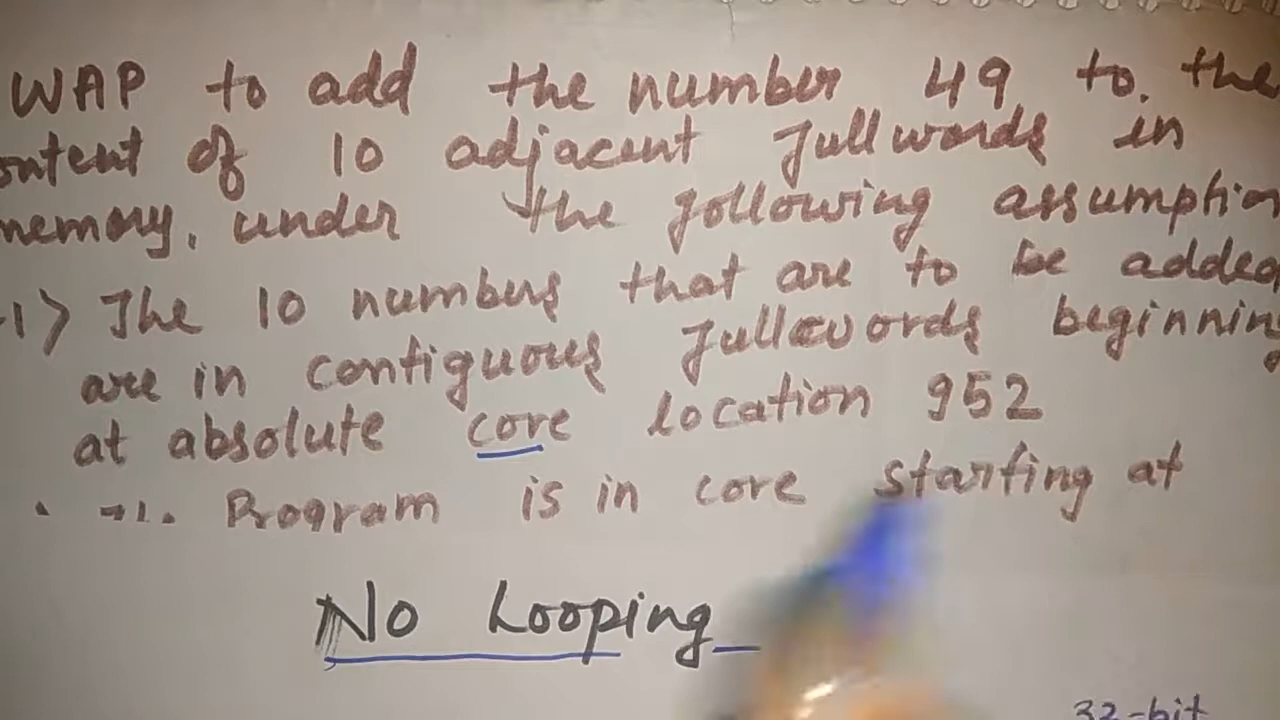 WAP to add the number 49 to. the
ontent of 10 adjacent fullwords in
memory, under the following assumption
1) The 10 numbers that are to be added
are in contiguous fullwords beginning
at absolute core location 952
Program is in core starting at
No Looping
32-bit